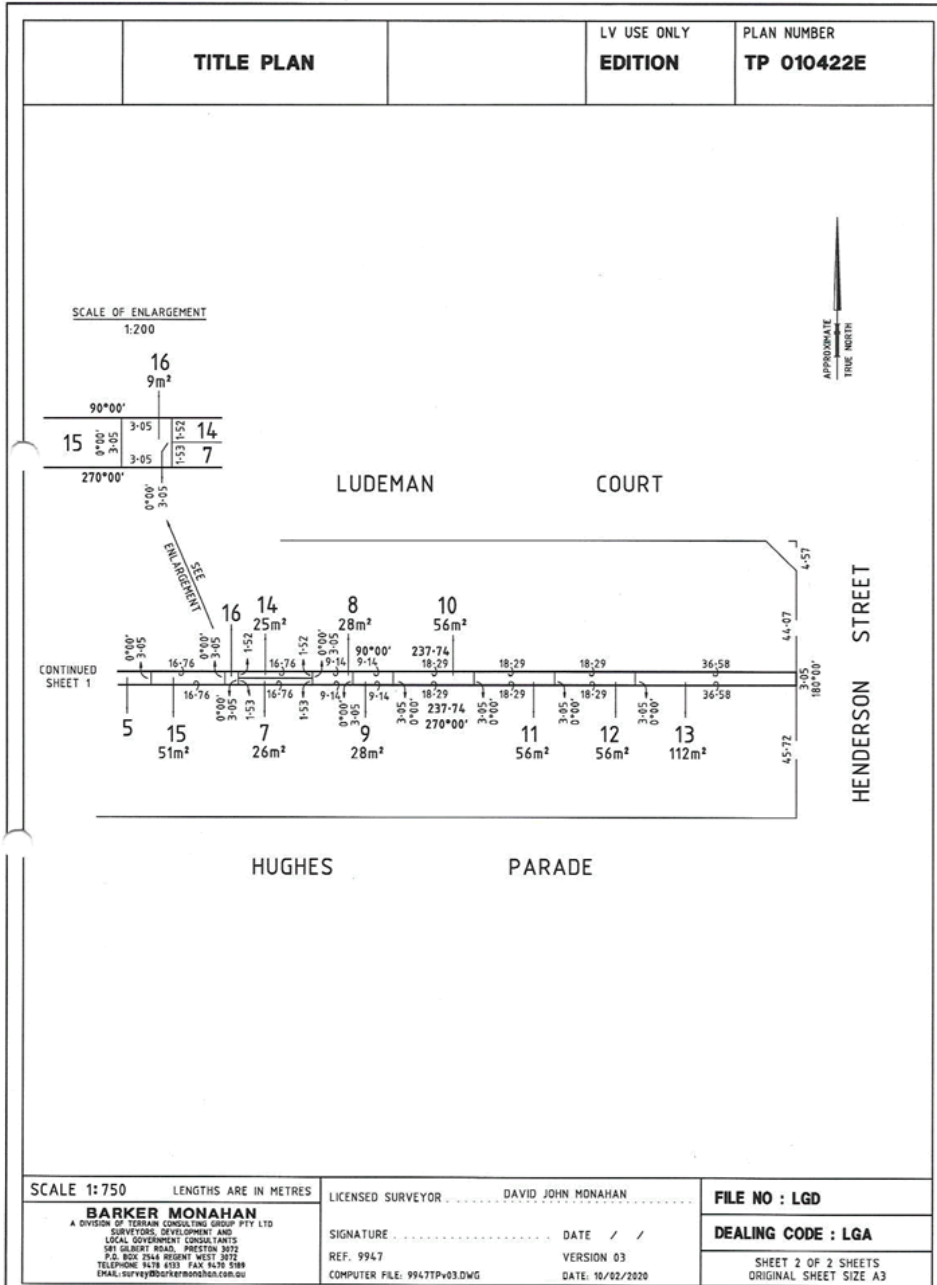 TITLE PLAN
LV USE ONLY
EDITION
PLAN NUMBER
TP 010422E
APPROXIMATE
TRUE NORTH
SCALE OF ENLARGEMENT
1:200
16
9m²
90°00'
15
0°00'
3·05
3·05
3·05
1·52
1·53
14
7
270°00'
0°00'
3·05
SEE
ENLARGEMENT
LUDEMAN COURT
4·57
44·07
HENDERSON STREET
3·05
180°00'
45·72
CONTINUED
SHEET 1
0°00'
3·05
16·76
0°00'
3·05
16
1·52
14
25m²
16·76
1·52
0°00'
3·05
9·14
8
28m²
90°00'
9·14
237·74
10
56m²
18·29
18·29
18·29
36·58
5
15
51m²
16·76
0°00'
3·05
1·53
7
26m²
16·76
1·53
9·14
0°00'
3·05
9
28m²
9·14
3·05
0°00'
18·29
237·74
270°00'
3·05
0°00'
18·29
11
56m²
3·05
0°00'
18·29
12
56m²
3·05
0°00'
13
112m²
36·58
HUGHES PARADE
SCALE 1:750
LENGTHS ARE IN METRES
BARKER MONAHAN
A DIVISION OF TERRAIN CONSULTING GROUP PTY LTD
SURVEYORS, DEVELOPMENT AND
LOCAL GOVERNMENT CONSULTANTS
581 GILBERT ROAD, PRESTON 3072
P.O. BOX 2546 REGENT WEST 3072
TELEPHONE 9478 6133 FAX 9470 5189
EMAIL: survey@barkermonahan.com.au
LICENSED SURVEYOR DAVID JOHN MONAHAN
SIGNATURE DATE / /
REF. 9947 VERSION 03
COMPUTER FILE: 9947TPv03.DWG DATE: 10/02/2020
FILE NO : LGD
DEALING CODE : LGA
SHEET 2 OF 2 SHEETS
ORIGINAL SHEET SIZE A3